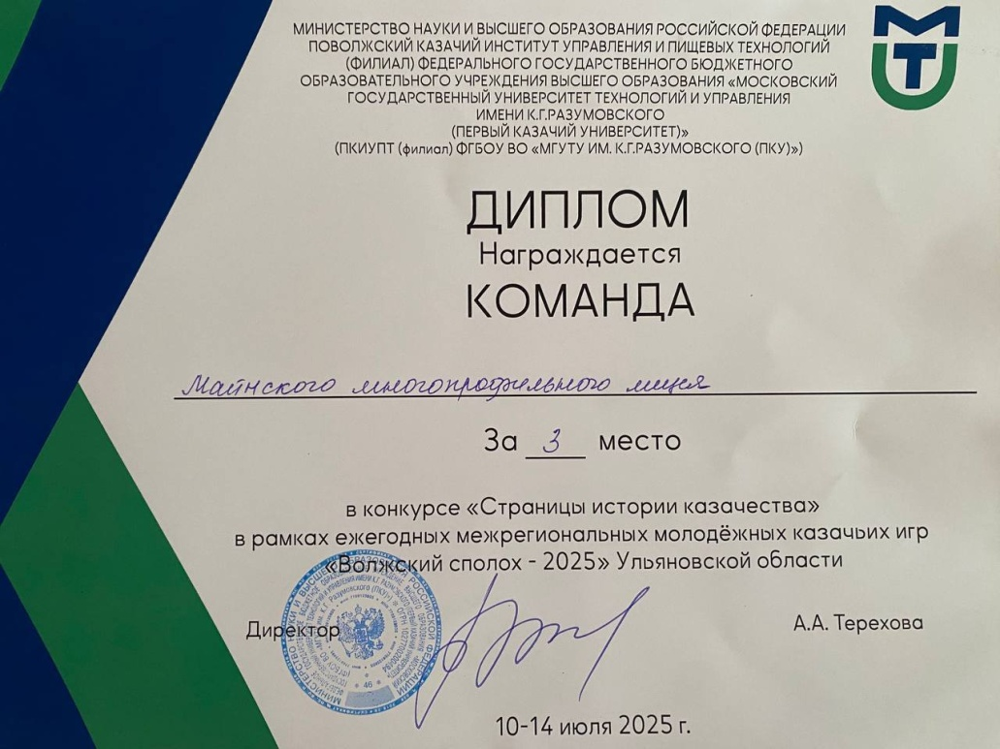 МИНИСТЕРСТВО НАУКИ И ВЫСШЕГО ОБРАЗОВАНИЯ РОССИЙСКОЙ ФЕДЕРАЦИИ
ПОВОЛЖСКИЙ КАЗАЧИЙ ИНСТИТУТ УПРАВЛЕНИЯ И ПИЩЕВЫХ ТЕХНОЛОГИЙ
(ФИЛИАЛ) ФЕДЕРАЛЬНОГО ГОСУДАРСТВЕННОГО БЮДЖЕТНОГО
ОБРАЗОВАТЕЛЬНОГО УЧРЕЖДЕНИЯ ВЫСШЕГО ОБРАЗОВАНИЯ «МОСКОВСКИЙ
ГОСУДАРСТВЕННЫЙ УНИВЕРСИТЕТ ТЕХНОЛОГИЙ И УПРАВЛЕНИЯ
ИМЕНИ К.Г.РАЗУМОВСКОГО
(ПЕРВЫЙ КАЗАЧИЙ УНИВЕРСИТЕТ)»
(ПКИУПТ (филиал) ФГБОУ ВО «МГУТУ ИМ. К.Г.РАЗУМОВСКОГО (ПКУ)»)
ДИПЛОМ
Награждается
КОМАНДА
Майнского многопрофильного лицея
За 3 место
в конкурсе «Страницы истории казачества»
в рамках ежегодных межрегиональных молодёжных казачьих игр
«Волжский сполох - 2025» Ульяновской области
Директор А.А. Терехова
10-14 июля 2025 г.